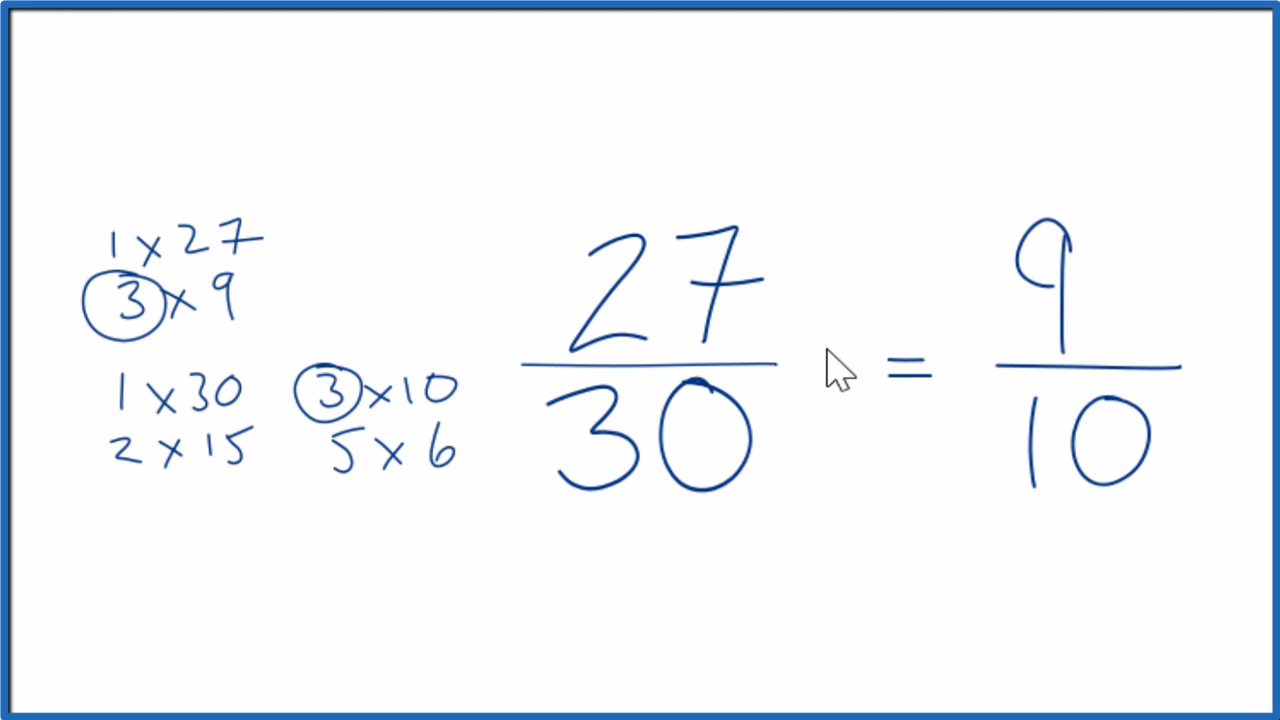 1 x 27
3 x 9
1 x 30 3 x 10
2 x 15 5 x 6
27/30 = 9/10